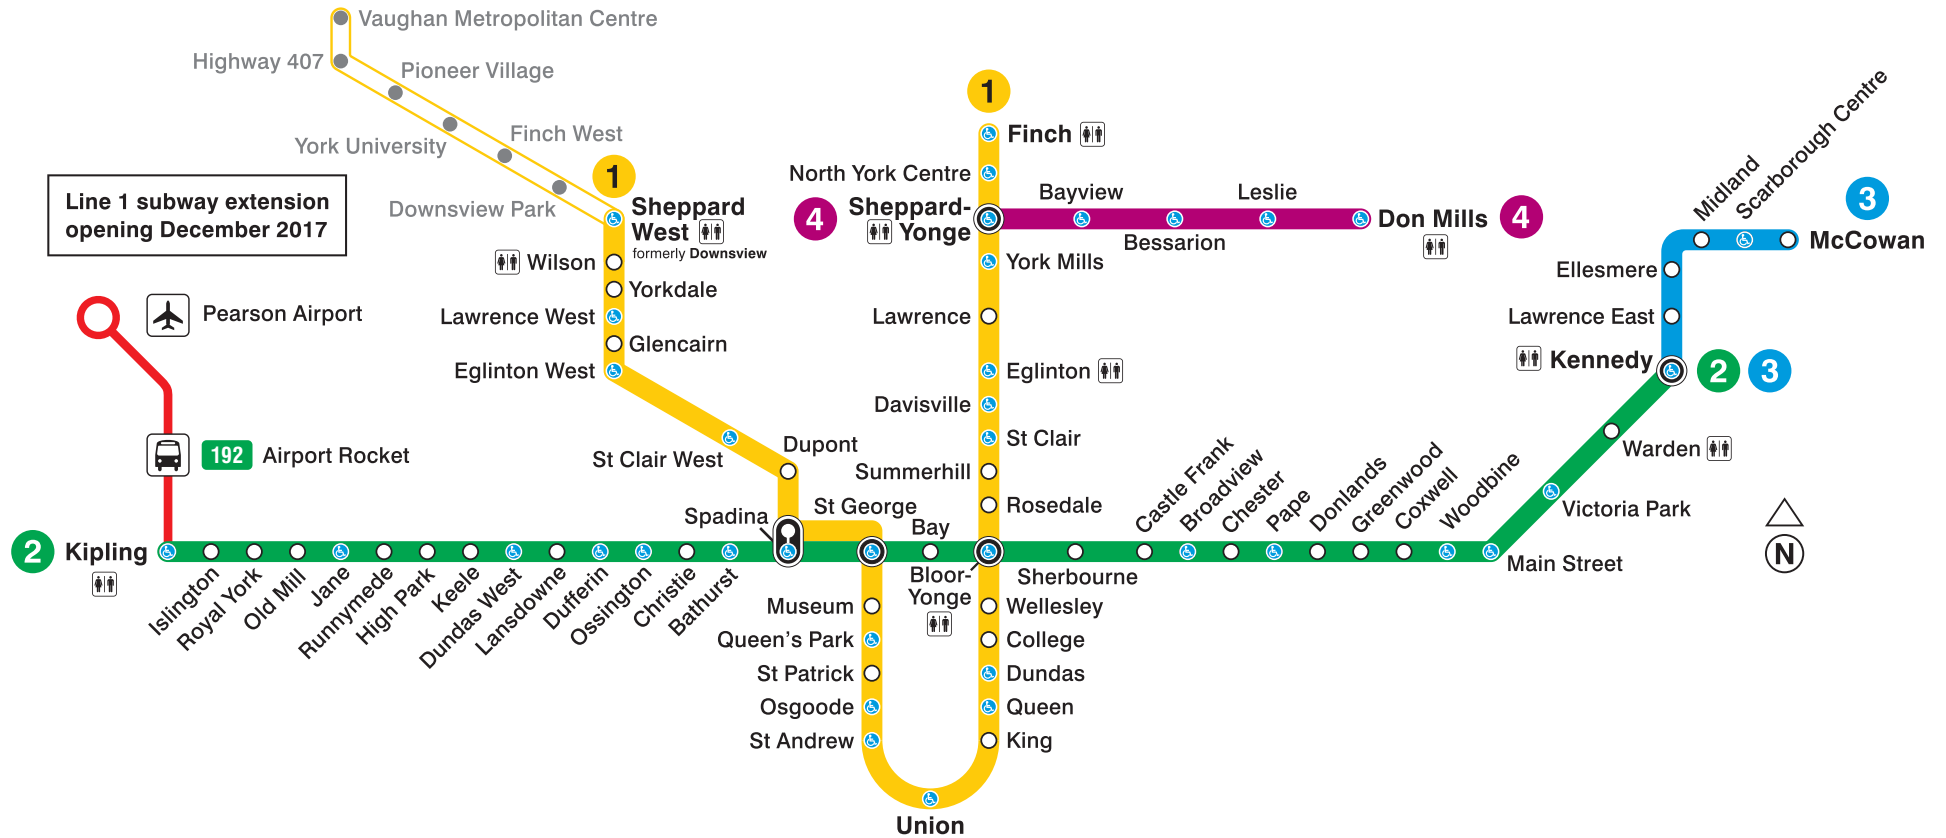 Vaughan Metropolitan Centre
Highway 407
Pioneer Village
York University
Finch West
Downsview Park
Line 1 subway extension
opening December 2017
1
Sheppard
West
formerly Downsview
Wilson
Yorkdale
Lawrence West
Glencairn
Eglinton West
St Clair West
Dupont
Spadina
St George
Museum
Queen's Park
St Patrick
Osgoode
St Andrew
Union
1
Finch
North York Centre
4
Sheppard-
Yonge
Bayview
Bessarion
Leslie
Don Mills
4
York Mills
Lawrence
Eglinton
Davisville
St Clair
Summerhill
Rosedale
Bay
Bloor-
Yonge
Wellesley
College
Dundas
Queen
King
Pearson Airport
192
Airport Rocket
2
Kipling
Islington
Royal York
Old Mill
Jane
Runnymede
High Park
Keele
Dundas West
Lansdowne
Dufferin
Ossington
Christie
Bathurst
Sherbourne
Castle Frank
Broadview
Chester
Pape
Donlands
Greenwood
Coxwell
Woodbine
Main Street
Victoria Park
Warden
Kennedy
2
3
Lawrence East
Ellesmere
Midland
Scarborough Centre
McCowan
3
N